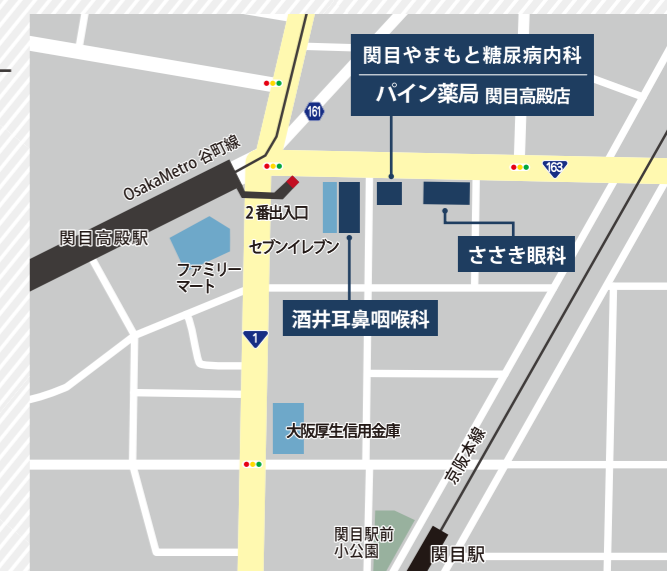 関目やまもと糖尿病内科
パイン薬局 関目高殿店
161
163
OsakaMetro 谷町線
2番出入口
関目高殿駅
セブンイレブン
ささき眼科
ファミリー
マート
酒井耳鼻咽喉科
1
大阪厚生信用金庫
京阪本線
関目駅前
小公園
関目駅